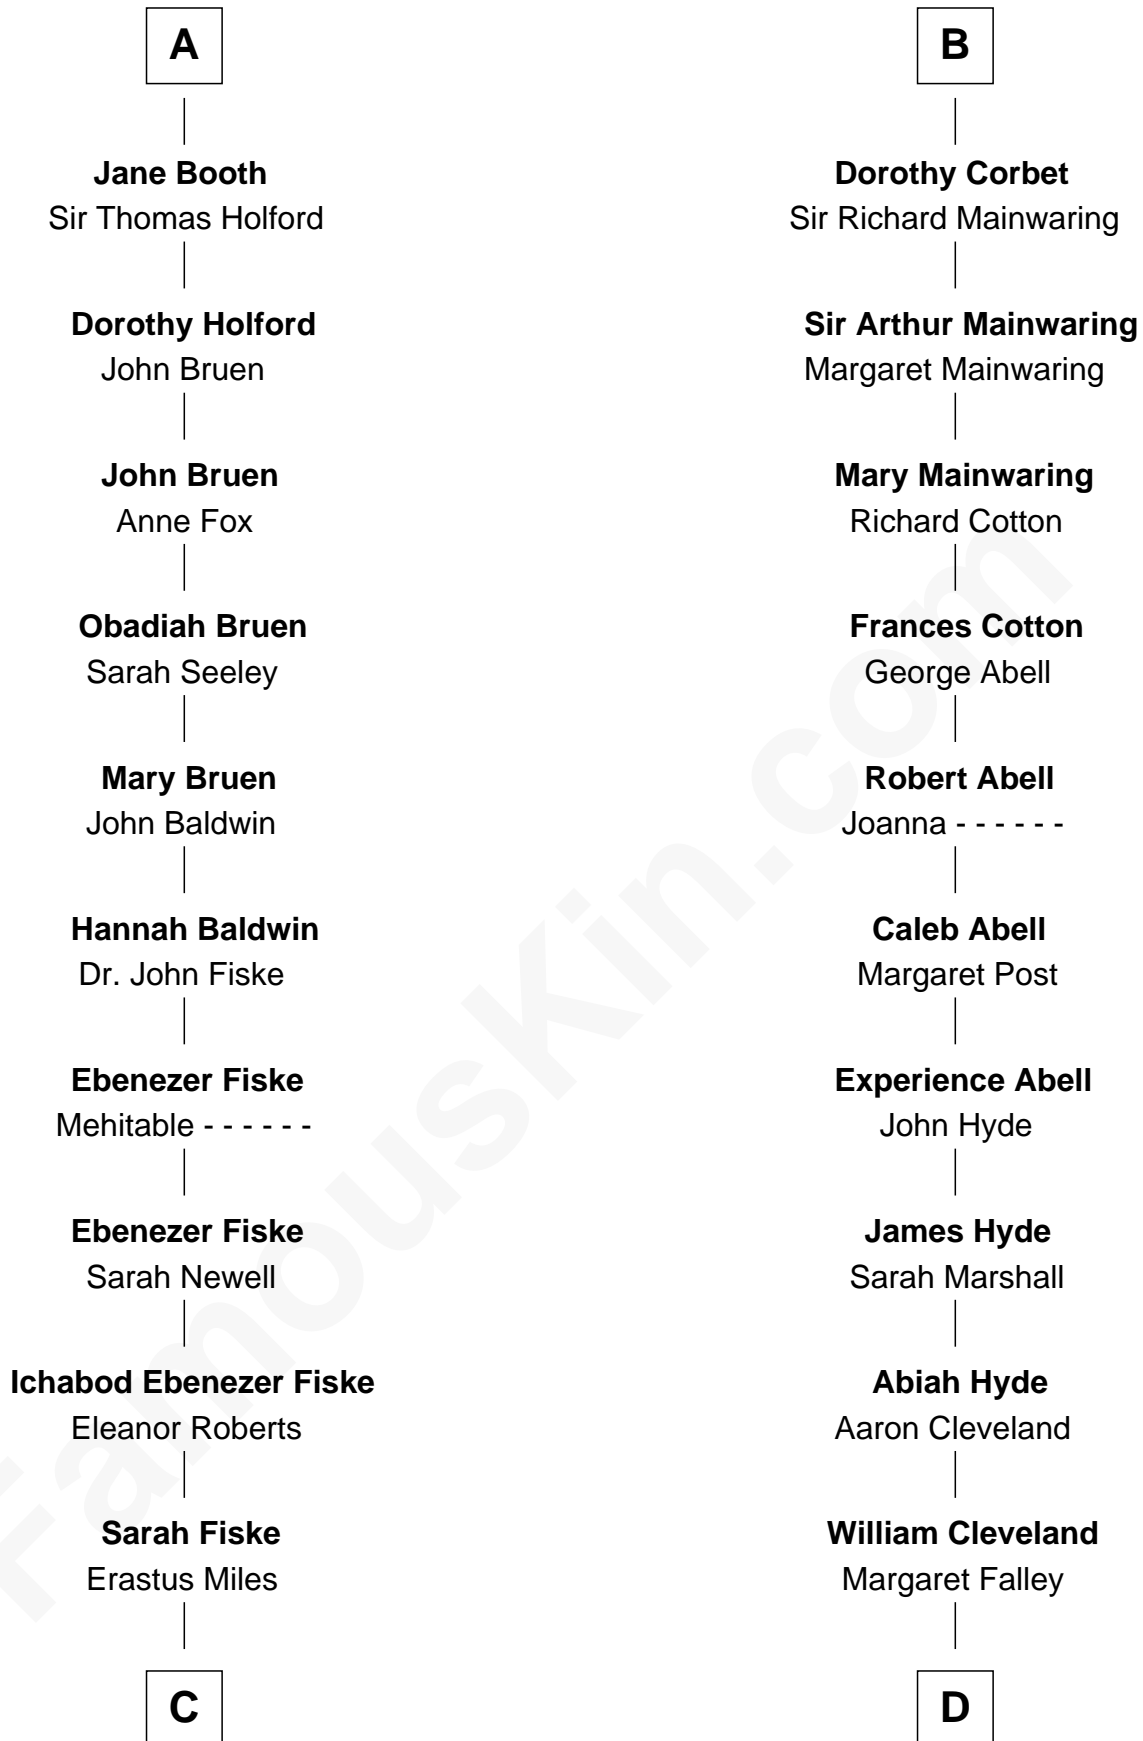 A
Jane Booth
Sir Thomas Holford
Dorothy Holford
John Bruen
John Bruen
Anne Fox
Obadiah Bruen
Sarah Seeley
Mary Bruen
John Baldwin
Hannah Baldwin
Dr. John Fiske
Ebenezer Fiske
Mehitable - - - - - -
Ebenezer Fiske
Sarah Newell
Ichabod Ebenezer Fiske
Eleanor Roberts
Sarah Fiske
Erastus Miles
C
B
Dorothy Corbet
Sir Richard Mainwaring
Sir Arthur Mainwaring
Margaret Mainwaring
Mary Mainwaring
Richard Cotton
Frances Cotton
George Abell
Robert Abell
Joanna - - - - - -
Caleb Abell
Margaret Post
Experience Abell
John Hyde
James Hyde
Sarah Marshall
Abiah Hyde
Aaron Cleveland
William Cleveland
Margaret Falley
D
FamousKin.com